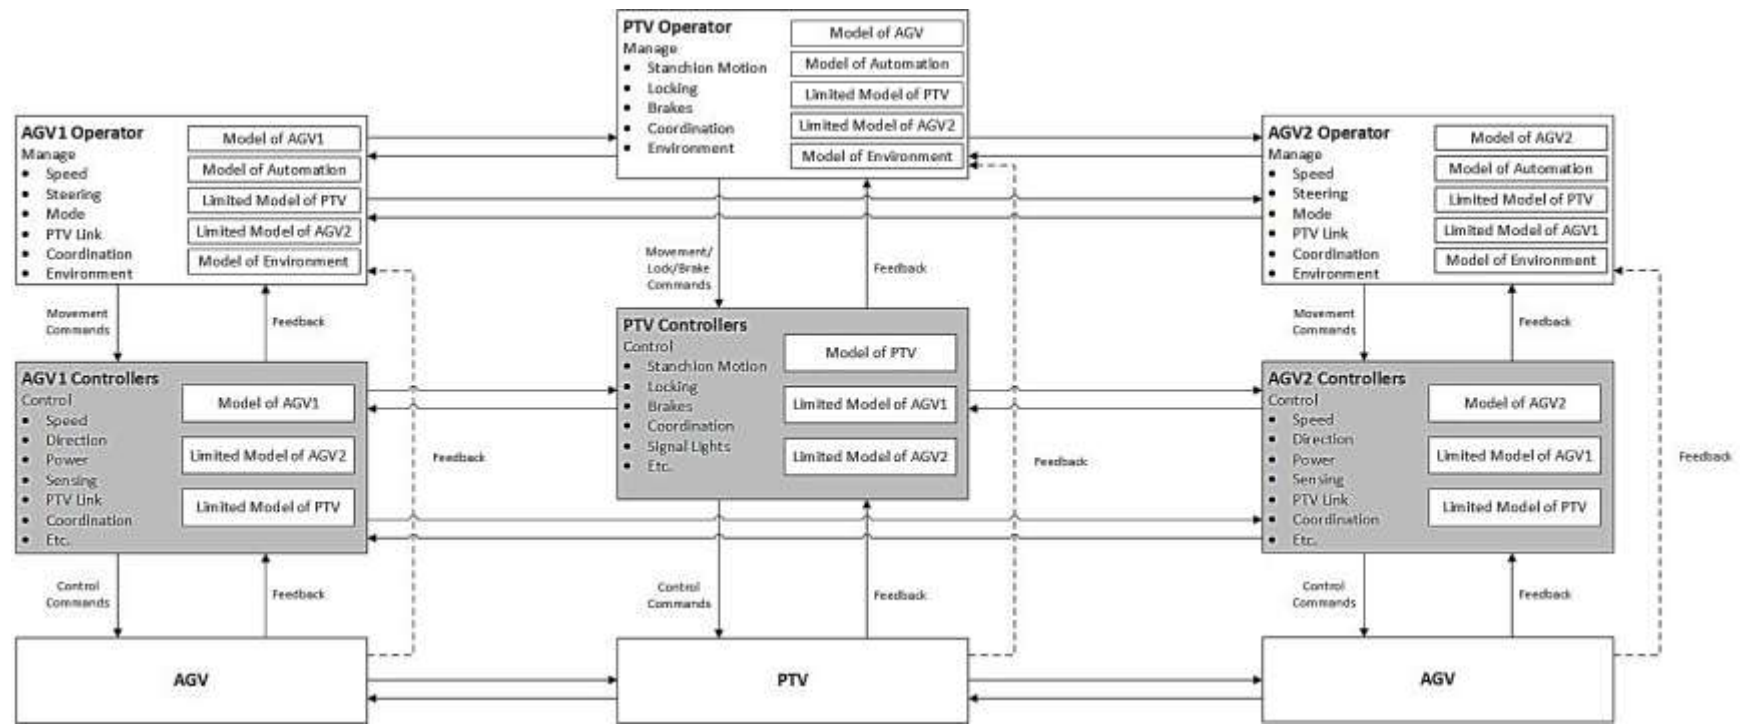 PTV Operator
Manage
• Stanchion Motion
• Locking
• Brakes
• Coordination
• Environment
Model of AGV
Model of Automation
Limited Model of PTV
Limited Model of AGV2
Model of Environment
AGV1 Operator
Manage
• Speed
• Steering
• Mode
• PTV Link
• Coordination
• Environment
Model of AGV1
Model of Automation
Limited Model of PTV
Limited Model of AGV2
Model of Environment
AGV2 Operator
Manage
• Speed
• Steering
• Mode
• PTV Link
• Coordination
• Environment
Model of AGV2
Model of Automation
Limited Model of PTV
Limited Model of AGV1
Model of Environment
Movement
Commands
Feedback
Movement/
Lock/Brake
Commands
Feedback
Movement
Commands
Feedback
AGV1 Controllers
Control
• Speed
• Direction
• Power
• Sensing
• PTV Link
• Coordination
• Etc.
Model of AGV1
Limited Model of AGV2
Limited Model of PTV
Feedback
PTV Controllers
Control
• Stanchion Motion
• Locking
• Brakes
• Coordination
• Signal Lights
• Etc.
Model of PTV
Limited Model of AGV1
Limited Model of AGV2
Feedback
AGV2 Controllers
Control
• Speed
• Direction
• Power
• Sensing
• PTV Link
• Coordination
• Etc.
Model of AGV2
Limited Model of AGV1
Limited Model of PTV
Feedback
Control
Commands
Feedback
Control
Commands
Feedback
Control
Commands
Feedback
AGV
PTV
AGV